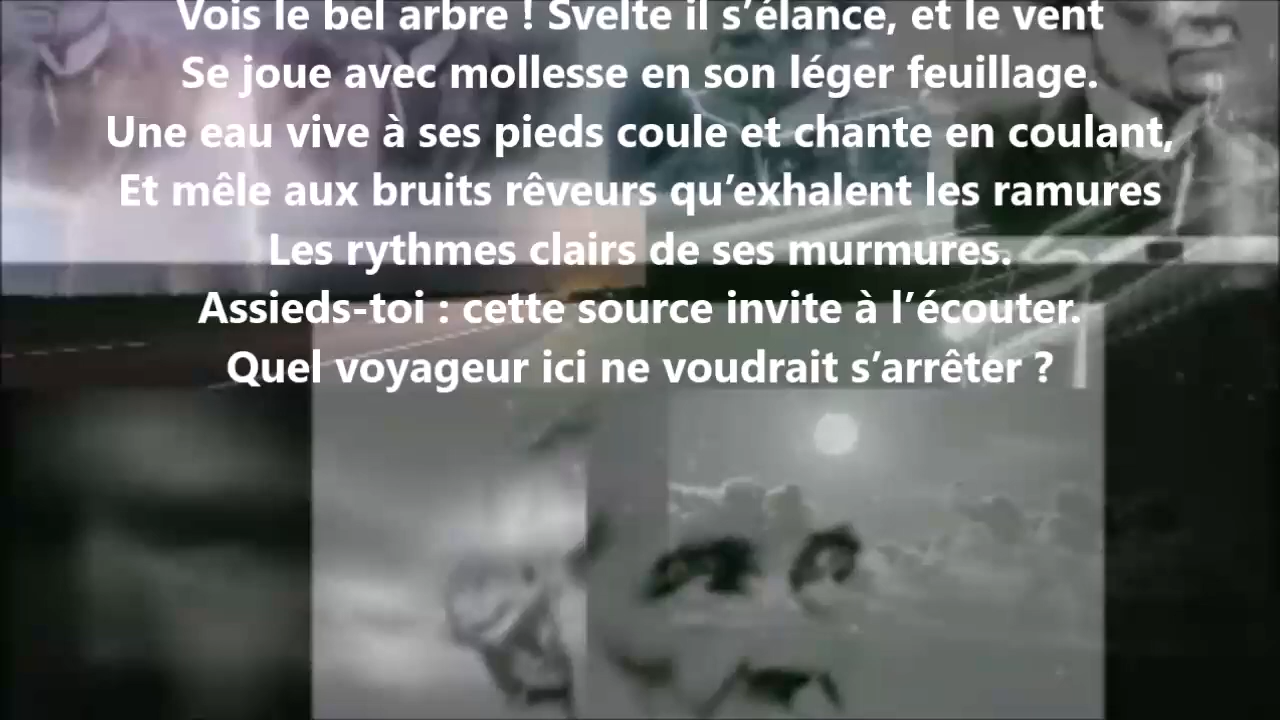 Vois le bel arbre ! Svelte il s’élance, et le vent
Se joue avec mollesse en son léger feuillage.
Une eau vive à ses pieds coule et chante en coulant,
Et mêle aux bruits rêveurs qu’exhalent les ramures
Les rythmes clairs de ses murmures.
Assieds-toi : cette source invite à l’écouter.
Quel voyageur ici ne voudrait s’arrêter ?